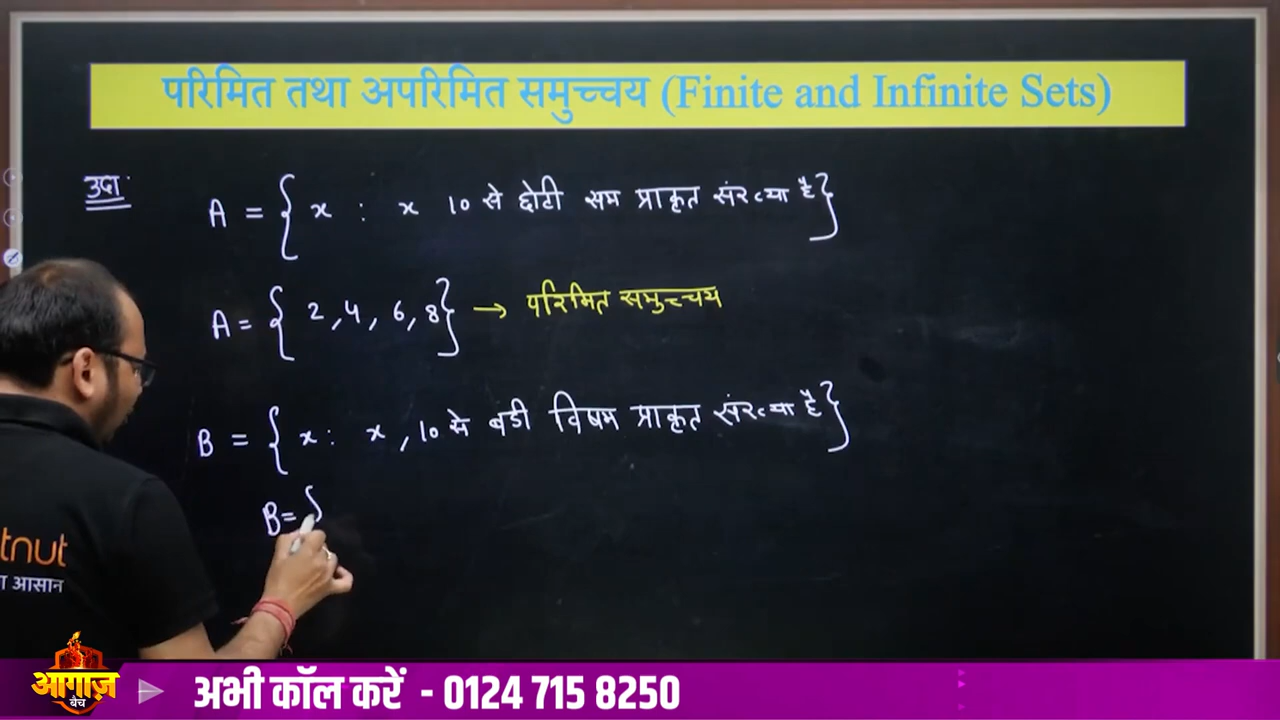 परिमित तथा अपरिमित समुच्चय (Finite and Infinite Sets)
उदा.
A = { x : x 10 से छोटी सम प्राकृत संख्या है }
A = { 2, 4, 6, 8 } → परिमित समुच्चय
B = { x : x, 10 से बडी विषम प्राकृत संख्या है }
B = {
tnut
ा आसान
आगाज़
बैच
अभी कॉल करें - 0124 715 8250